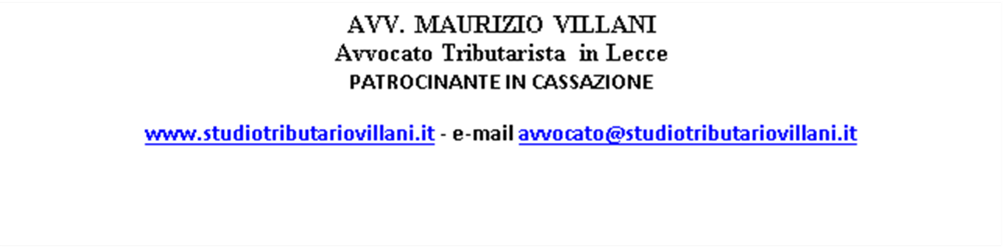 AVV. MAURIZIO VILLANI
Avvocato Tributarista in Lecce
PATROCINANTE IN CASSAZIONE
www.studiotributariovillani.it - e-mail avvocato@studiotributariovillani.it